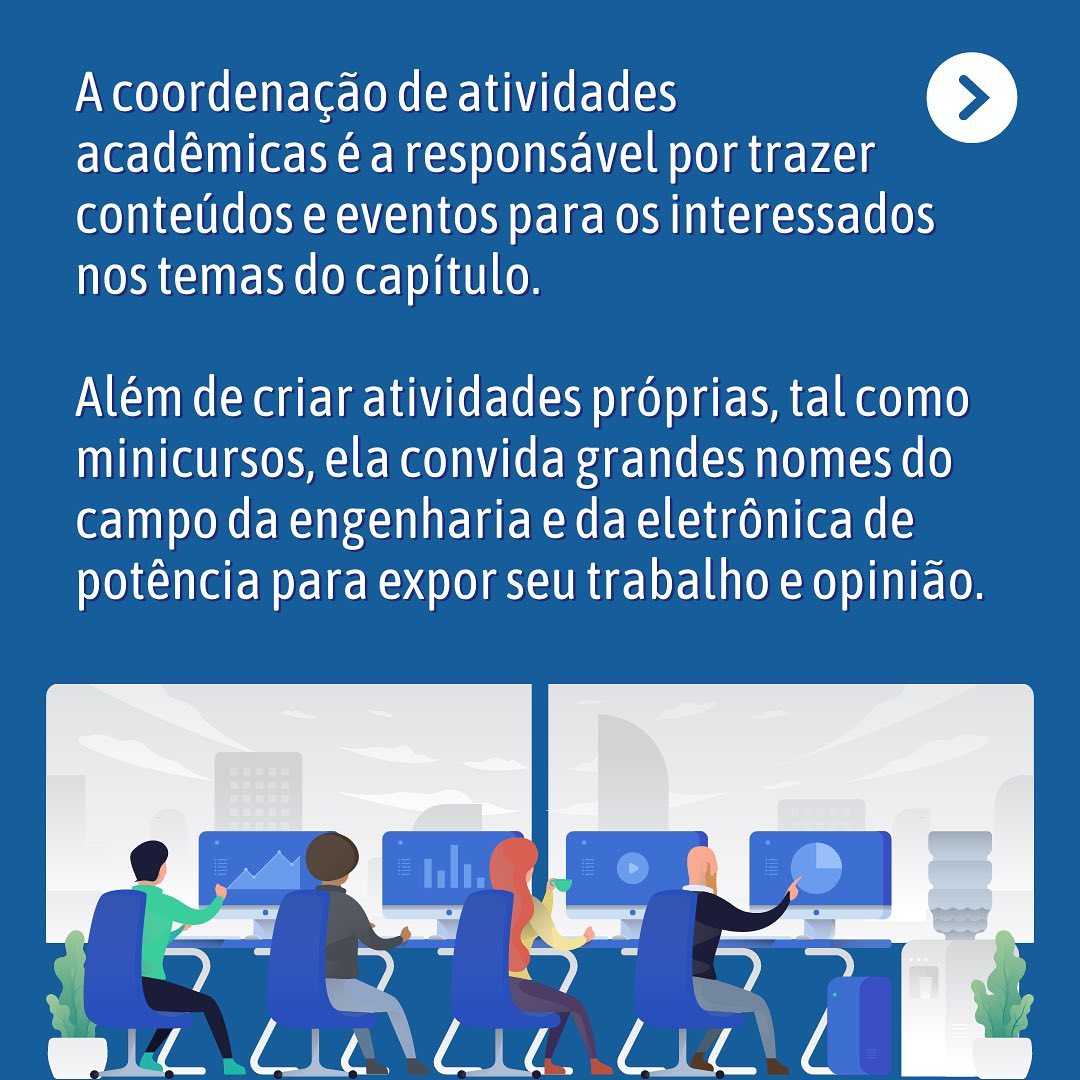 A coordenação de atividades
acadêmicas é a responsável por trazer
conteúdos e eventos para os interessados
nos temas do capítulo.
Além de criar atividades próprias, tal como
minicursos, ela convida grandes nomes do
campo da engenharia e da eletrônica de
potência para expor seu trabalho e opinião.